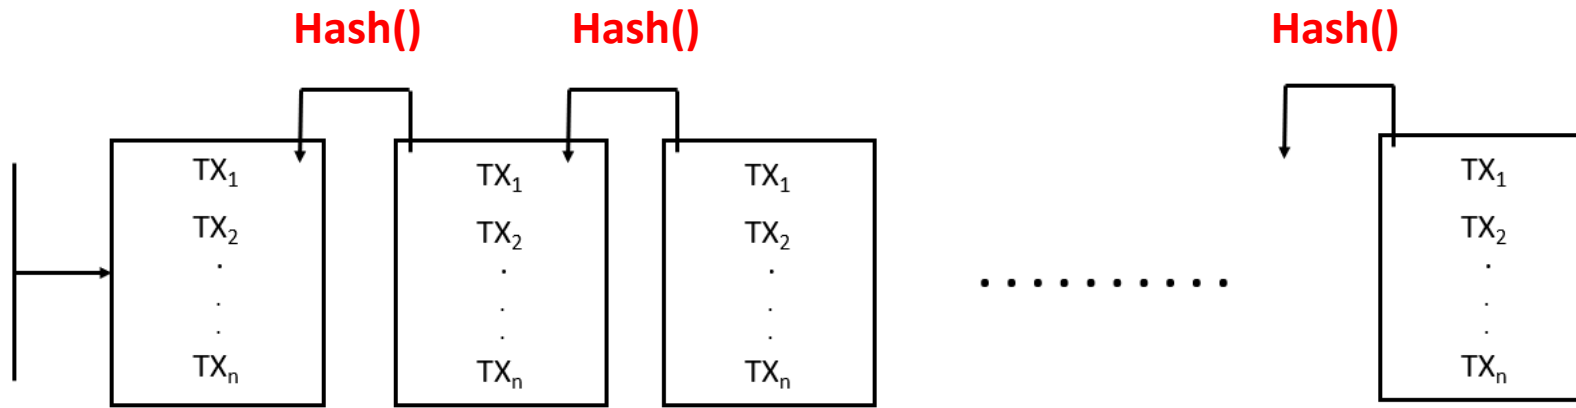 Hash() Hash() Hash()
TX₁ TX₁ TX₁ TX₁
TX₂ TX₂ TX₂ TX₂
. . . .
. . . .
. . . .
TXₙ TXₙ TXₙ TXₙ